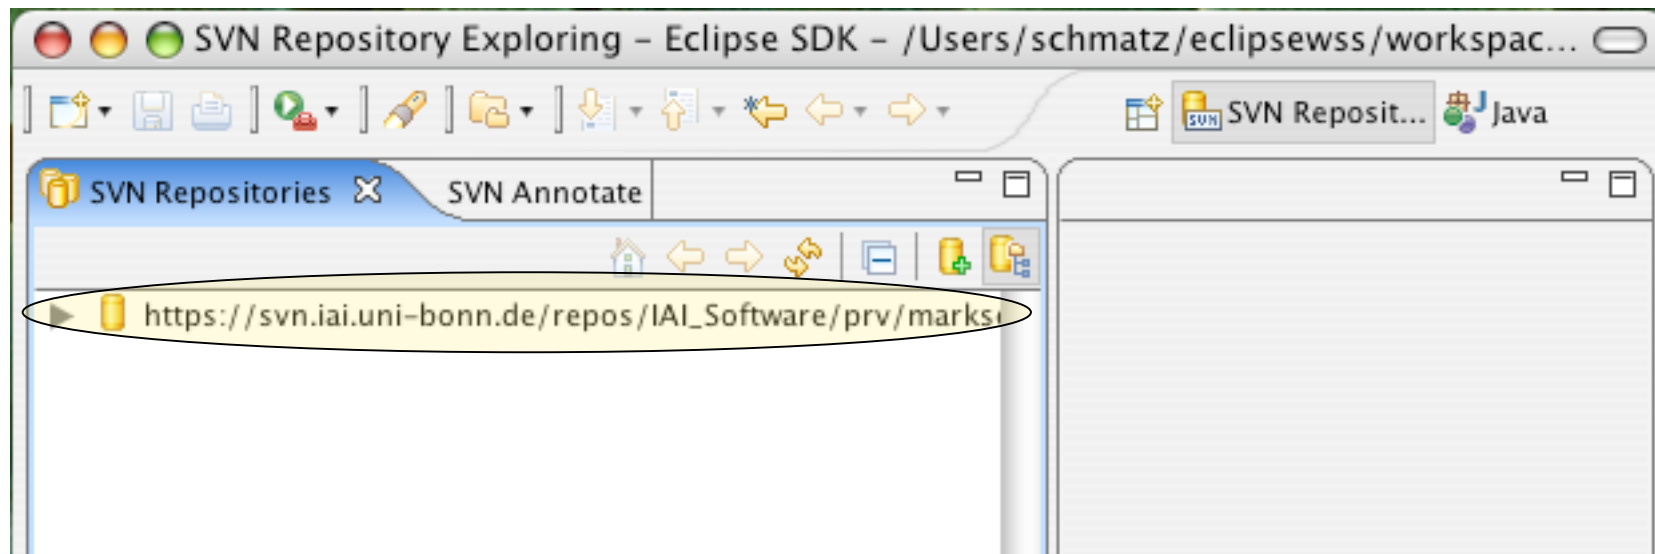 SVN Repository Exploring – Eclipse SDK – /Users/schmatz/eclipsewss/workspac...
SVN Reposit... Java
SVN Repositories SVN Annotate
https://svn.iai.uni-bonn.de/repos/IAI_Software/prv/marks